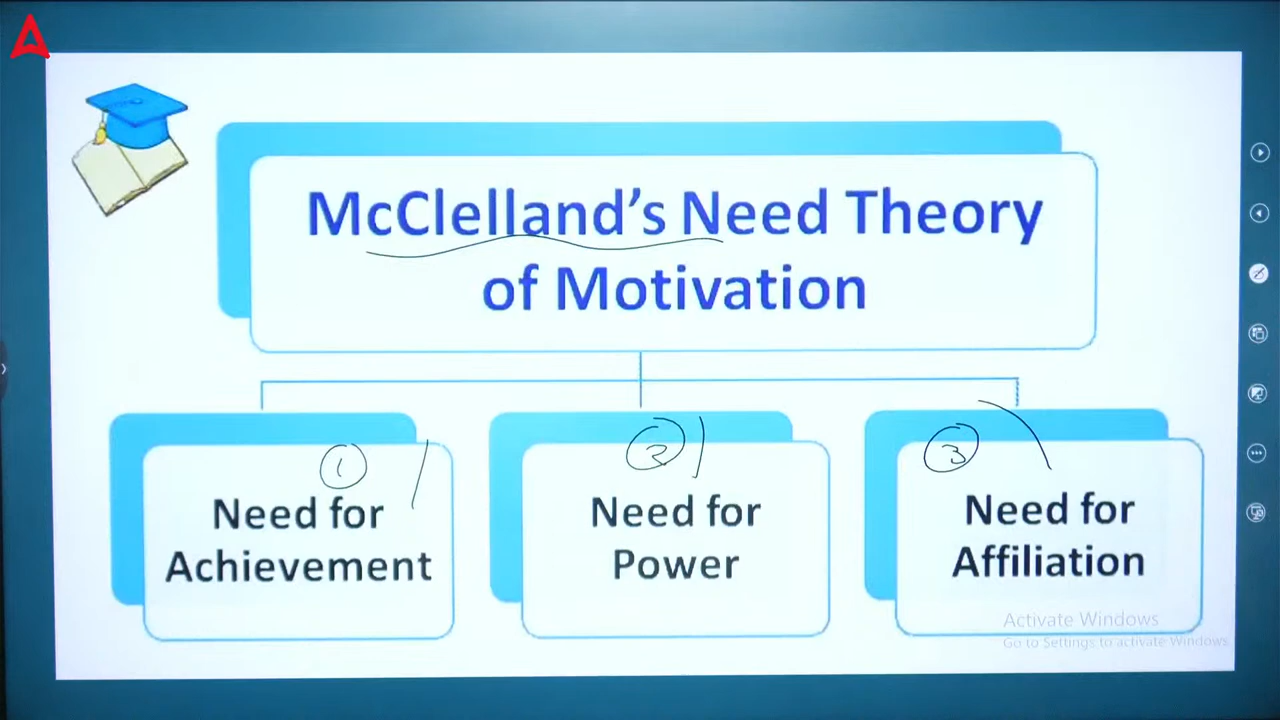 McClelland's Need Theory
of Motivation
1
Need for
Achievement
2
Need for
Power
3
Need for
Affiliation
Activate Windows
Go to Settings to activate Windows